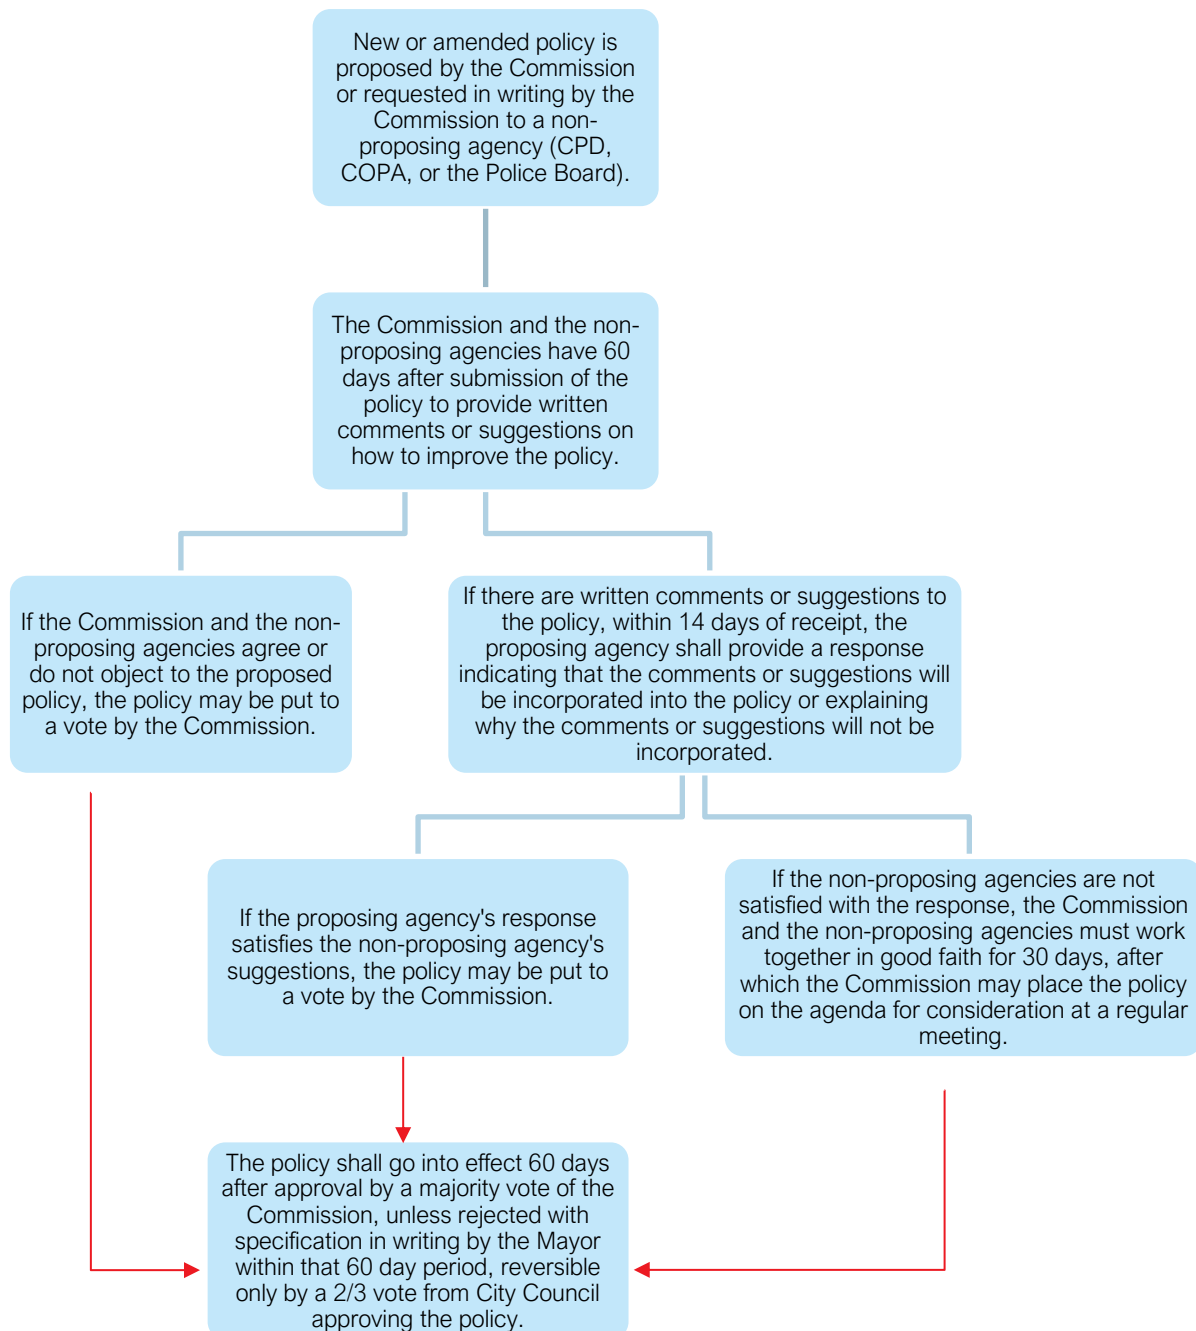 New or amended policy is
proposed by the Commission
or requested in writing by the
Commission to a non-
proposing agency (CPD,
COPA, or the Police Board).
The Commission and the non-
proposing agencies have 60
days after submission of the
policy to provide written
comments or suggestions on
how to improve the policy.
If the Commission and the non-
proposing agencies agree or
do not object to the proposed
policy, the policy may be put to
a vote by the Commission.
If there are written comments or suggestions to
the policy, within 14 days of receipt, the
proposing agency shall provide a response
indicating that the comments or suggestions will
be incorporated into the policy or explaining
why the comments or suggestions will not be
incorporated.
If the proposing agency's response
satisfies the non-proposing agency's
suggestions, the policy may be put to
a vote by the Commission.
If the non-proposing agencies are not
satisfied with the response, the Commission
and the non-proposing agencies must work
together in good faith for 30 days, after
which the Commission may place the policy
on the agenda for consideration at a regular
meeting.
The policy shall go into effect 60 days
after approval by a majority vote of the
Commission, unless rejected with
specification in writing by the Mayor
within that 60 day period, reversible
only by a 2/3 vote from City Council
approving the policy.